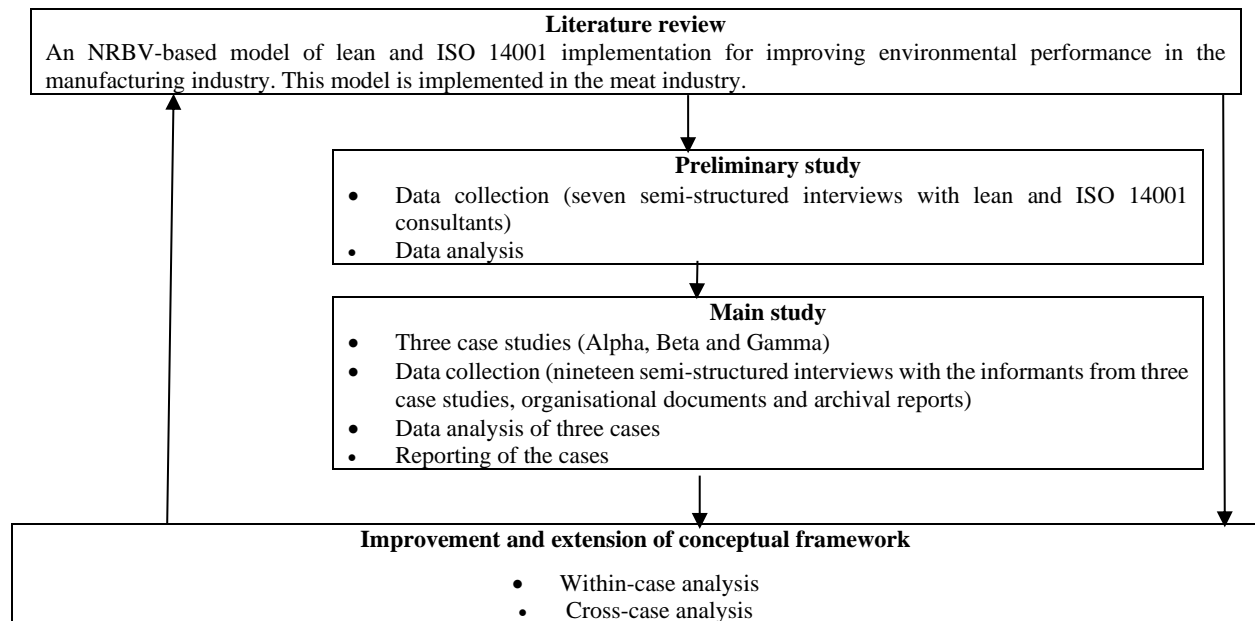 Literature review
An NRBV-based model of lean and ISO 14001 implementation for improving environmental performance in the
manufacturing industry. This model is implemented in the meat industry.
Preliminary study
• Data collection (seven semi-structured interviews with lean and ISO 14001
consultants)
• Data analysis
Main study
• Three case studies (Alpha, Beta and Gamma)
• Data collection (nineteen semi-structured interviews with the informants from three
case studies, organisational documents and archival reports)
• Data analysis of three cases
• Reporting of the cases
Improvement and extension of conceptual framework
• Within-case analysis
• Cross-case analysis